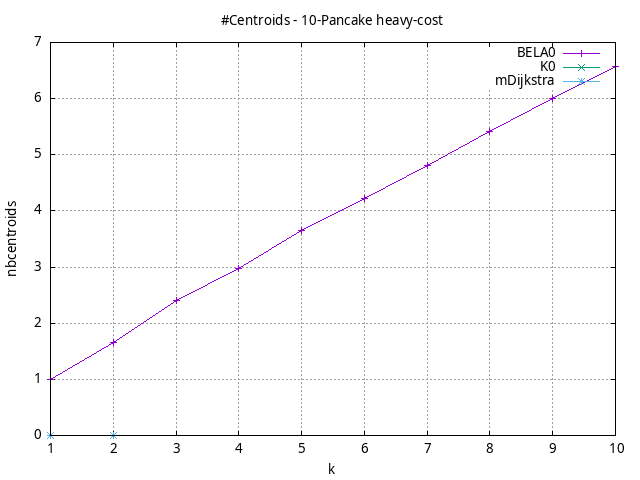 #Centroids - 10-Pancake heavy-cost
BELA0
K0
mDijkstra
nbcentroids
7
6
5
4
3
2
1
0
1 2 3 4 5 6 7 8 9 10
k